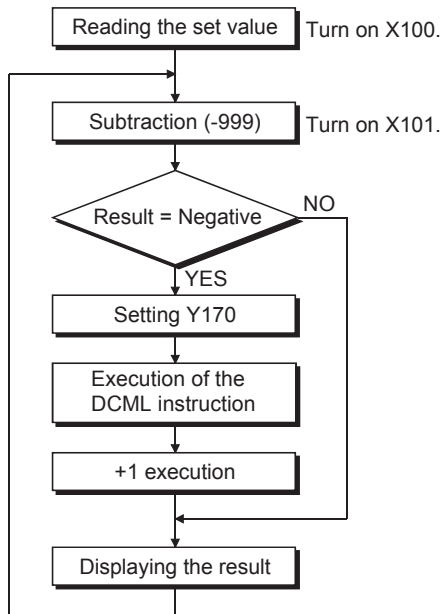 Reading the set value
Turn on X100.
Subtraction (-999)
Turn on X101.
Result = Negative
NO
YES
Setting Y170
Execution of the
DCML instruction
+1 execution
Displaying the result